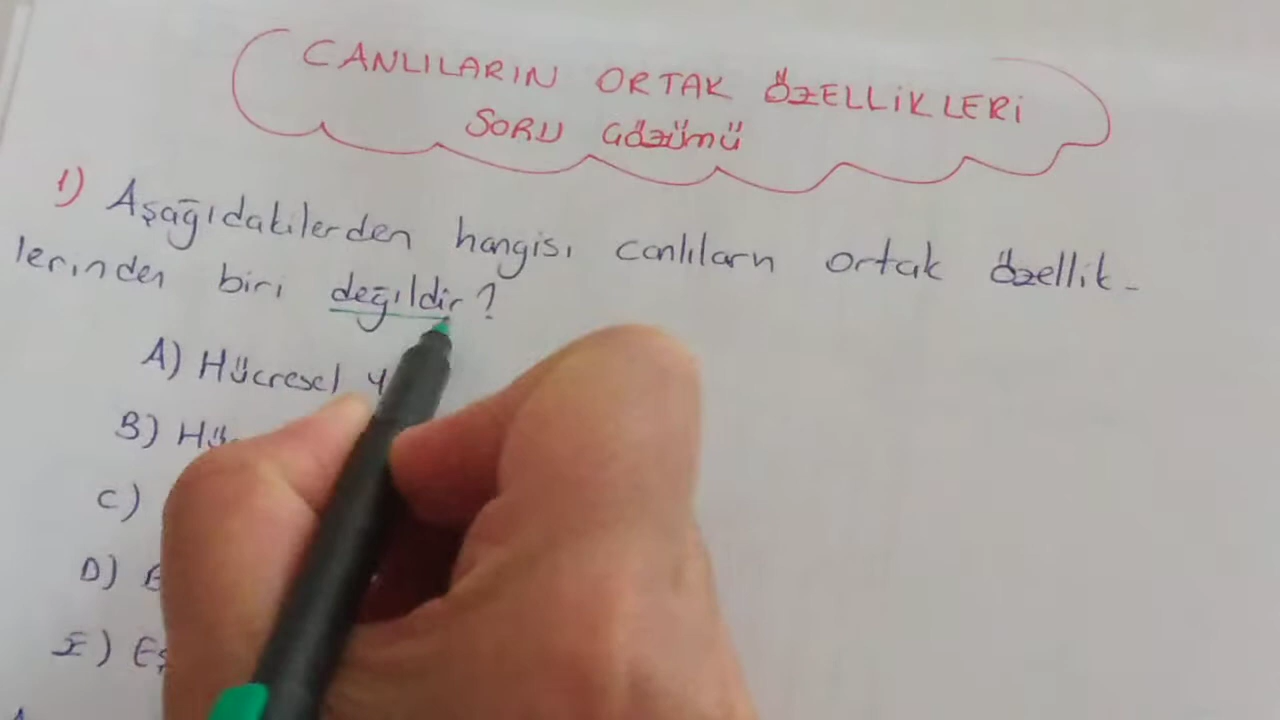 CANLILARIN ORTAK ÖZELLİKLERİ
SORU ÇÖZÜMÜ
1) Aşağıdakilerden hangisi canlıların ortak özellik-
lerinden biri değildir?
A) Hücresel
B)
C)
D)
E)